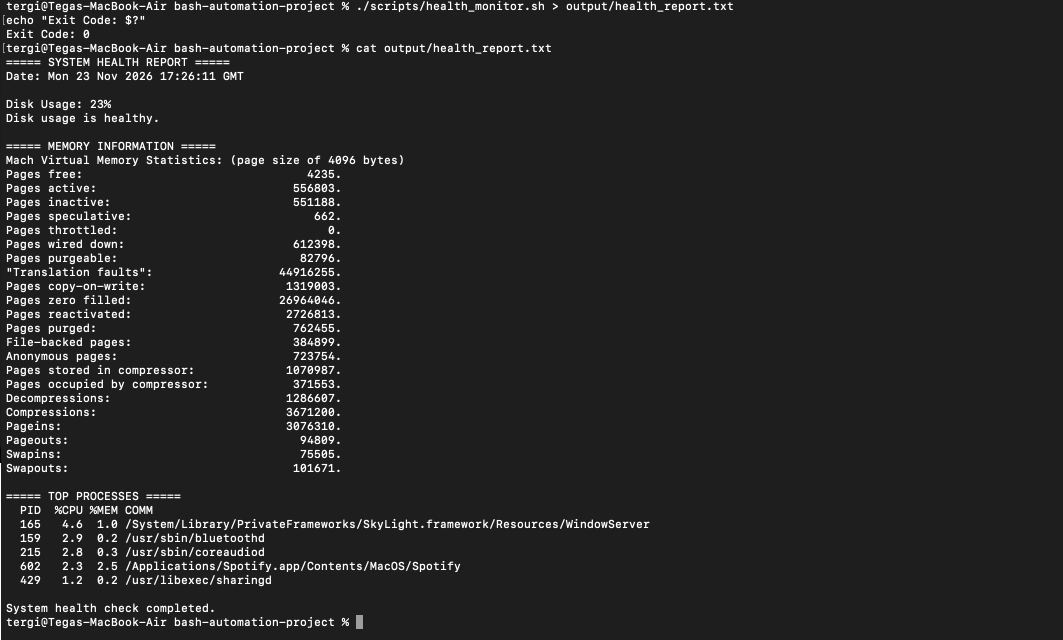 tergi@Tegas-MacBook-Air bash-automation-project % ./scripts/health_monitor.sh > output/health_report.txt
[echo "Exit Code: $?"
Exit Code: 0
[tergi@Tegas-MacBook-Air bash-automation-project % cat output/health_report.txt
===== SYSTEM HEALTH REPORT =====
Date: Mon 23 Nov 2026 17:26:11 GMT

Disk Usage: 23%
Disk usage is healthy.

===== MEMORY INFORMATION =====
Mach Virtual Memory Statistics: (page size of 4096 bytes)
Pages free:                                4235.
Pages active:                            556803.
Pages inactive:                          551188.
Pages speculative:                          662.
Pages throttled:                              0.
Pages wired down:                        612398.
Pages purgeable:                          82796.
"Translation faults":                  44916255.
Pages copy-on-write:                    1319003.
Pages zero filled:                     26964046.
Pages reactivated:                      2726813.
Pages purged:                            762455.
File-backed pages:                       384899.
Anonymous pages:                         723754.
Pages stored in compressor:             1070987.
Pages occupied by compressor:            371553.
Decompressions:                         1286607.
Compressions:                           3671200.
Pageins:                                3076310.
Pageouts:                                 94809.
Swapins:                                  75505.
Swapouts:                                101671.

===== TOP PROCESSES =====
  PID  %CPU %MEM COMM
  165   4.6  1.0 /System/Library/PrivateFrameworks/SkyLight.framework/Resources/WindowServer
  159   2.9  0.2 /usr/sbin/bluetoothd
  215   2.8  0.3 /usr/sbin/coreaudiod
  602   2.3  2.5 /Applications/Spotify.app/Contents/MacOS/Spotify
  429   1.2  0.2 /usr/libexec/sharingd

System health check completed.
tergi@Tegas-MacBook-Air bash-automation-project %